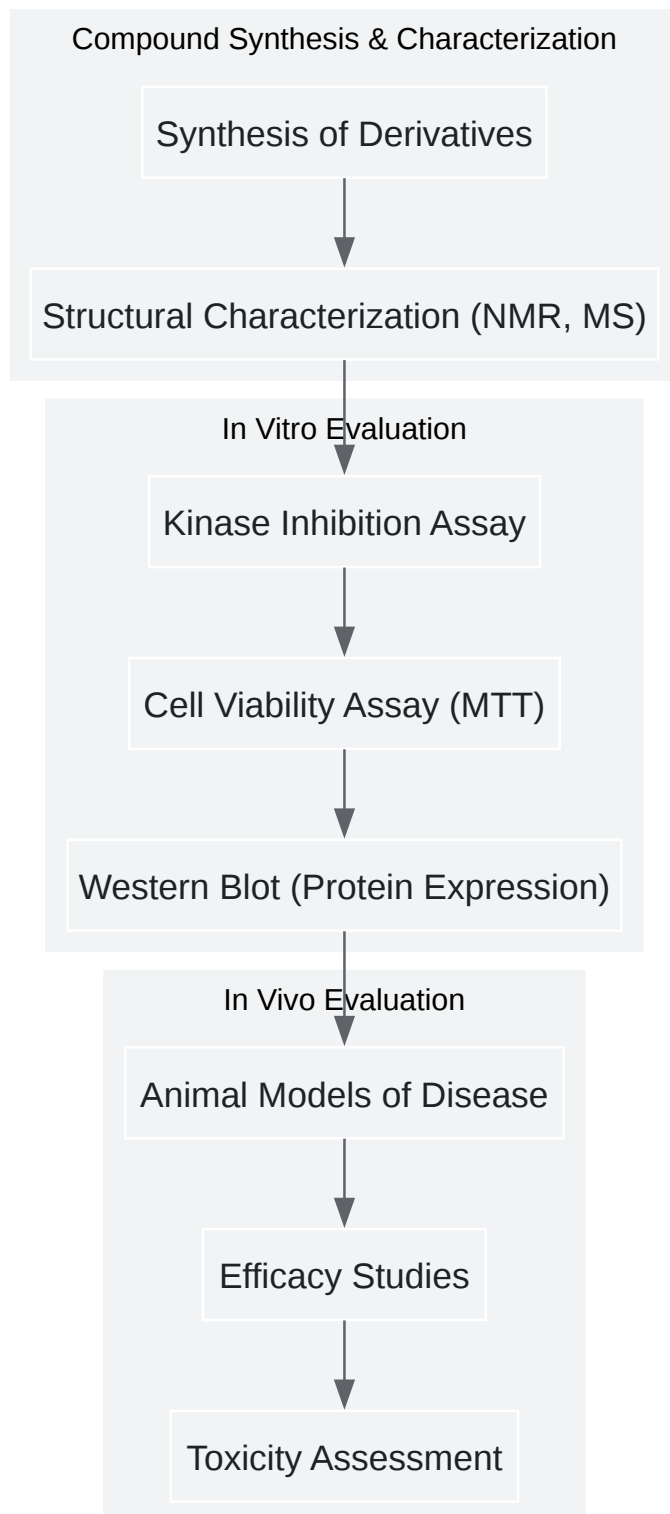 Compound Synthesis & Characterization
Synthesis of Derivatives
Structural Characterization (NMR, MS)
In Vitro Evaluation
Kinase Inhibition Assay
Cell Viability Assay (MTT)
Western Blot (Protein Expression)
In Vivo Evaluation
Animal Models of Disease
Efficacy Studies
Toxicity Assessment